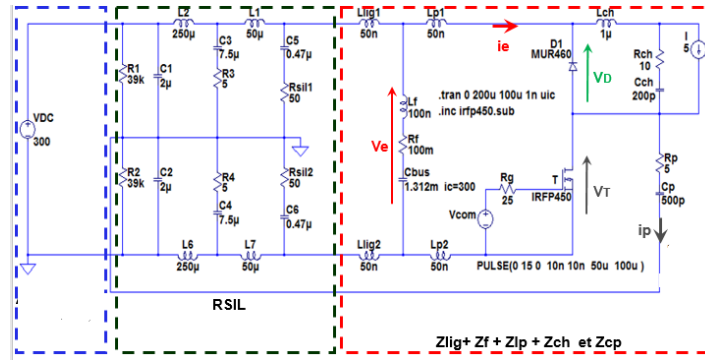 L2
250µ
L1
50µ
Llig1
50n
Lp1
50n
ie
Lch
1µ
C3
7.5µ
C5
0.47µ
D1
MUR460
I
5
Rch
10
Cch
200p
VD
R1
39k
C1
2µ
R3
5
Rsil1
50
VDC
300
Lf
100n
.tran 0 200u 100u 1n uic
.inc irfp450.sub
Ve
Rf
100m
Cbus
1.312m ic=300
R2
39k
C2
2µ
R4
5
C4
7.5µ
Rsil2
50
C6
0.47µ
Rg
25
T
IRFP450
VT
Rp
5
Cp
500p
Vcom
ip
L6
250µ
L7
50µ
Llig2
50n
Lp2
50n
PULSE(0 15 0 10n 10n 50u 100u )
RSIL
Zlig+ Zf + Zlp + Zch et Zcp